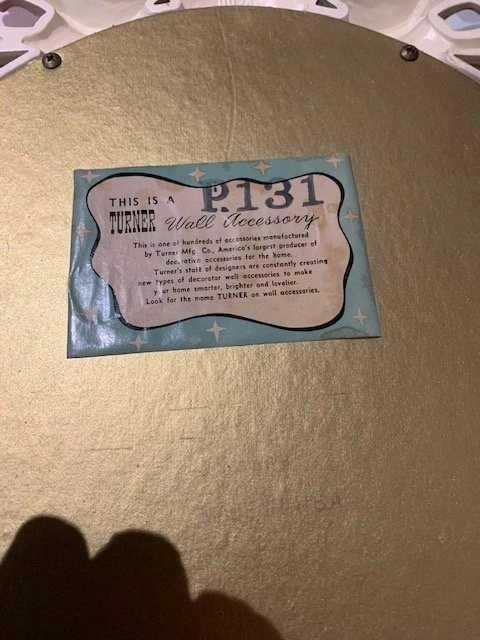 P.131
THIS IS A
TURNER Wall Accessory
This is one of hundreds of accessories manufactured
by Turner Mfg. Co., America's largest producer of
decorative accessories for the home.
Turner's staff of designers are constantly creating
new types of decorator wall accessories to make
your home smarter, brighter and lovelier.
Look for the name TURNER on wall accessories.